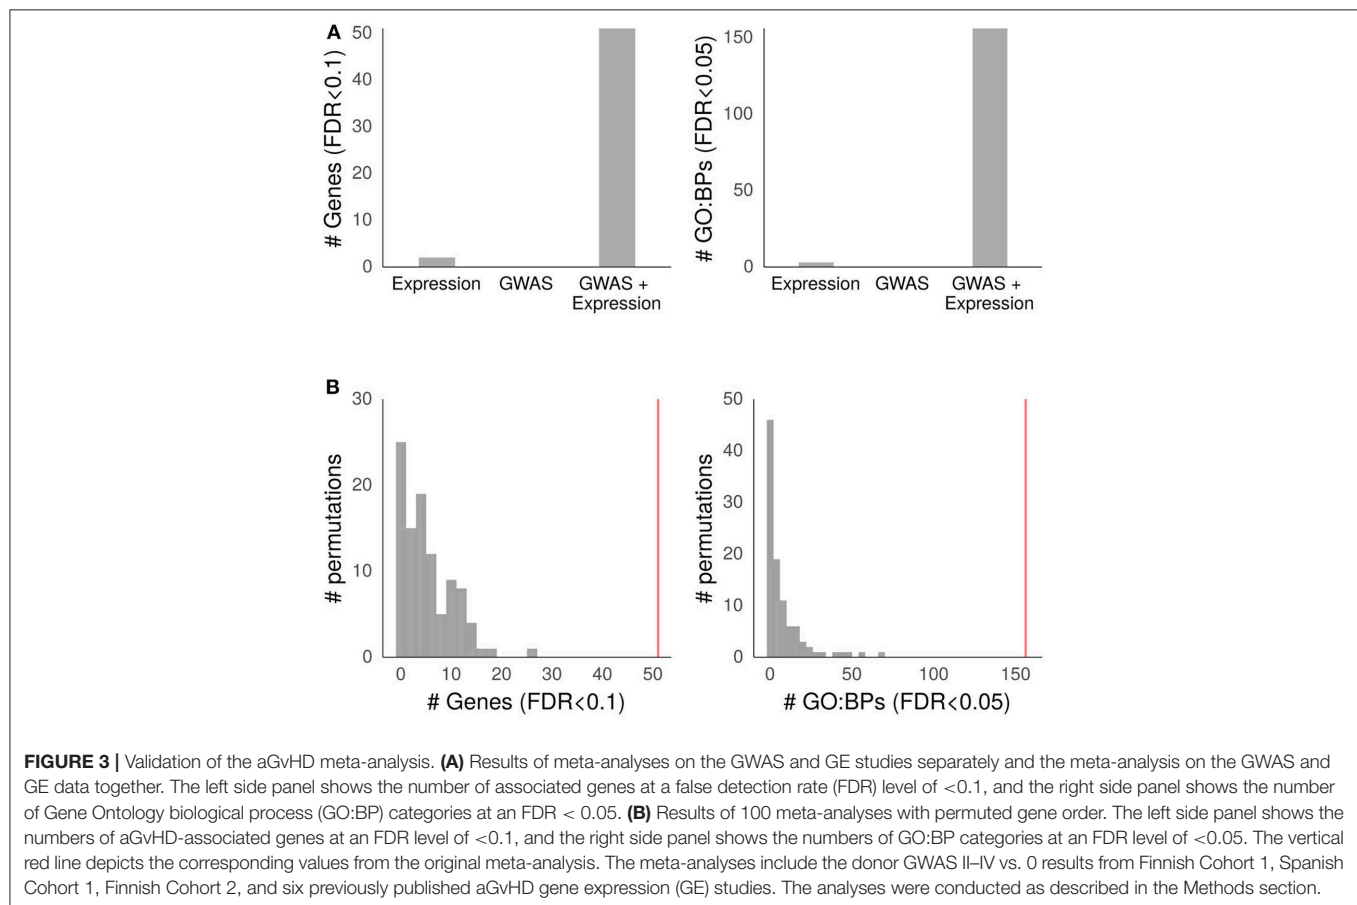 A
# Genes (FDR<0.1)
50
40
30
20
10
0
Expression
GWAS
GWAS +
Expression
# GO:BPs (FDR<0.05)
150
100
50
0
Expression
GWAS
GWAS +
Expression
B
# permutations
30
20
10
0
0 10 20 30 40 50
# Genes (FDR<0.1)
# permutations
50
40
30
20
10
0
0 50 100 150
# GO:BPs (FDR<0.05)
FIGURE 3 | Validation of the aGvHD meta-analysis. (A) Results of meta-analyses on the GWAS and GE studies separately and the meta-analysis on the GWAS and
GE data together. The left side panel shows the number of associated genes at a false detection rate (FDR) level of <0.1, and the right side panel shows the number
of Gene Ontology biological process (GO:BP) categories at an FDR < 0.05. (B) Results of 100 meta-analyses with permuted gene order. The left side panel shows the
numbers of aGvHD-associated genes at an FDR level of <0.1, and the right side panel shows the numbers of GO:BP categories at an FDR level of <0.05. The vertical
red line depicts the corresponding values from the original meta-analysis. The meta-analyses include the donor GWAS II–IV vs. 0 results from Finnish Cohort 1, Spanish
Cohort 1, Finnish Cohort 2, and six previously published aGvHD gene expression (GE) studies. The analyses were conducted as described in the Methods section.